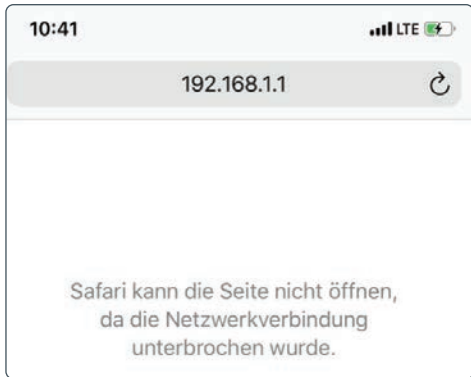 10:41
LTE
192.168.1.1
Safari kann die Seite nicht öffnen,
da die Netzwerkverbindung
unterbrochen wurde.